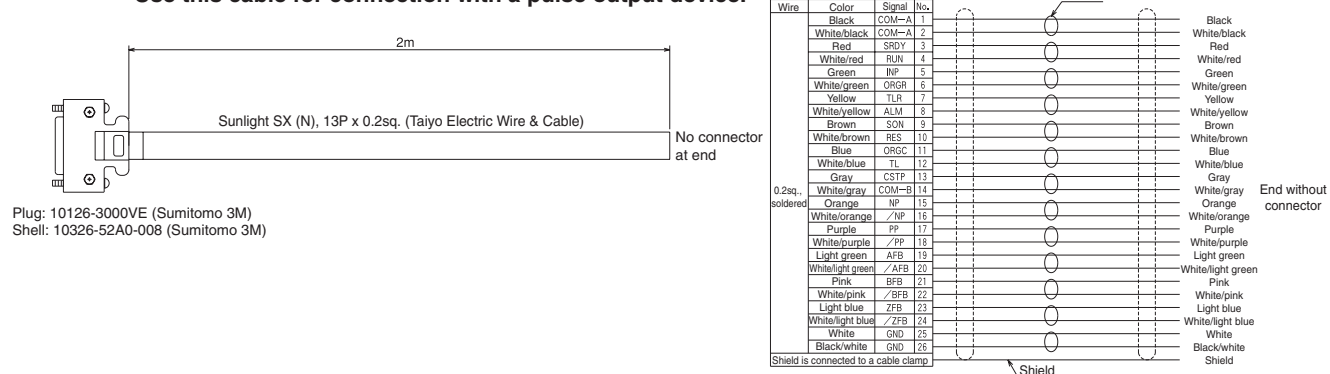 Use this cable for connection with a pulse output device.
2m
Sunlight SX (N), 13P x 0.2sq. (Taiyo Electric Wire & Cable)
No connector
at end
Plug: 10126-3000VE (Sumitomo 3M)
Shell: 10326-52A0-008 (Sumitomo 3M)
Wire Color Signal No.
Black COM-A 1 Black
White/black COM-A 2 White/black
Red SRDY 3 Red
White/red RUN 4 White/red
Green INP 5 Green
White/green ORGR 6 White/green
Yellow TLR 7 Yellow
White/yellow ALM 8 White/yellow
Brown SON 9 Brown
White/brown RES 10 White/brown
Blue ORGC 11 Blue
White/blue TL 12 White/blue
Gray CSTP 13 Gray
0.2sq., White/gray COM-B 14 White/gray End without
soldered Orange NP 15 Orange connector
White/orange /NP 16 White/orange
Purple PP 17 Purple
White/purple /PP 18 White/purple
Light green AFB 19 Light green
White/light green /AFB 20 White/light green
Pink BFB 21 Pink
White/pink /BFB 22 White/pink
Light blue ZFB 23 Light blue
White/light blue /ZFB 24 White/light blue
White GND 25 White
Black/white GND 26 Black/white
Shield is connected to a cable clamp Shield
Shield